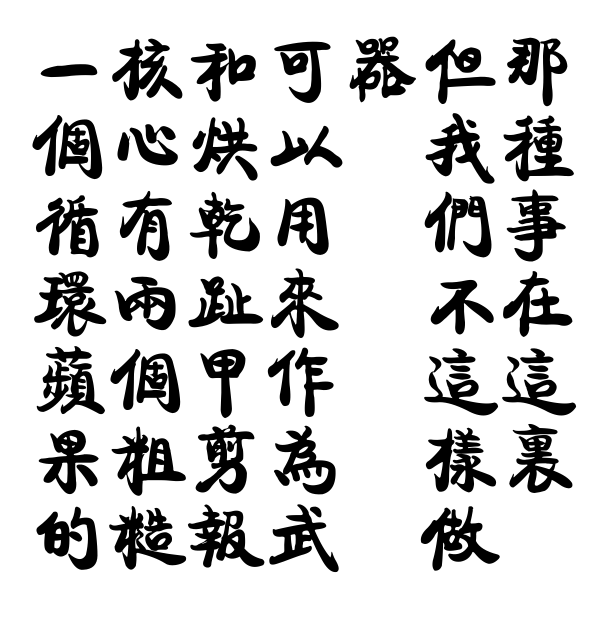 一個循環蘋果的
核心有兩個粗糙
和烘乾趾甲剪報
可以用來作為武
器
但我們不這樣做
那種事在這裏